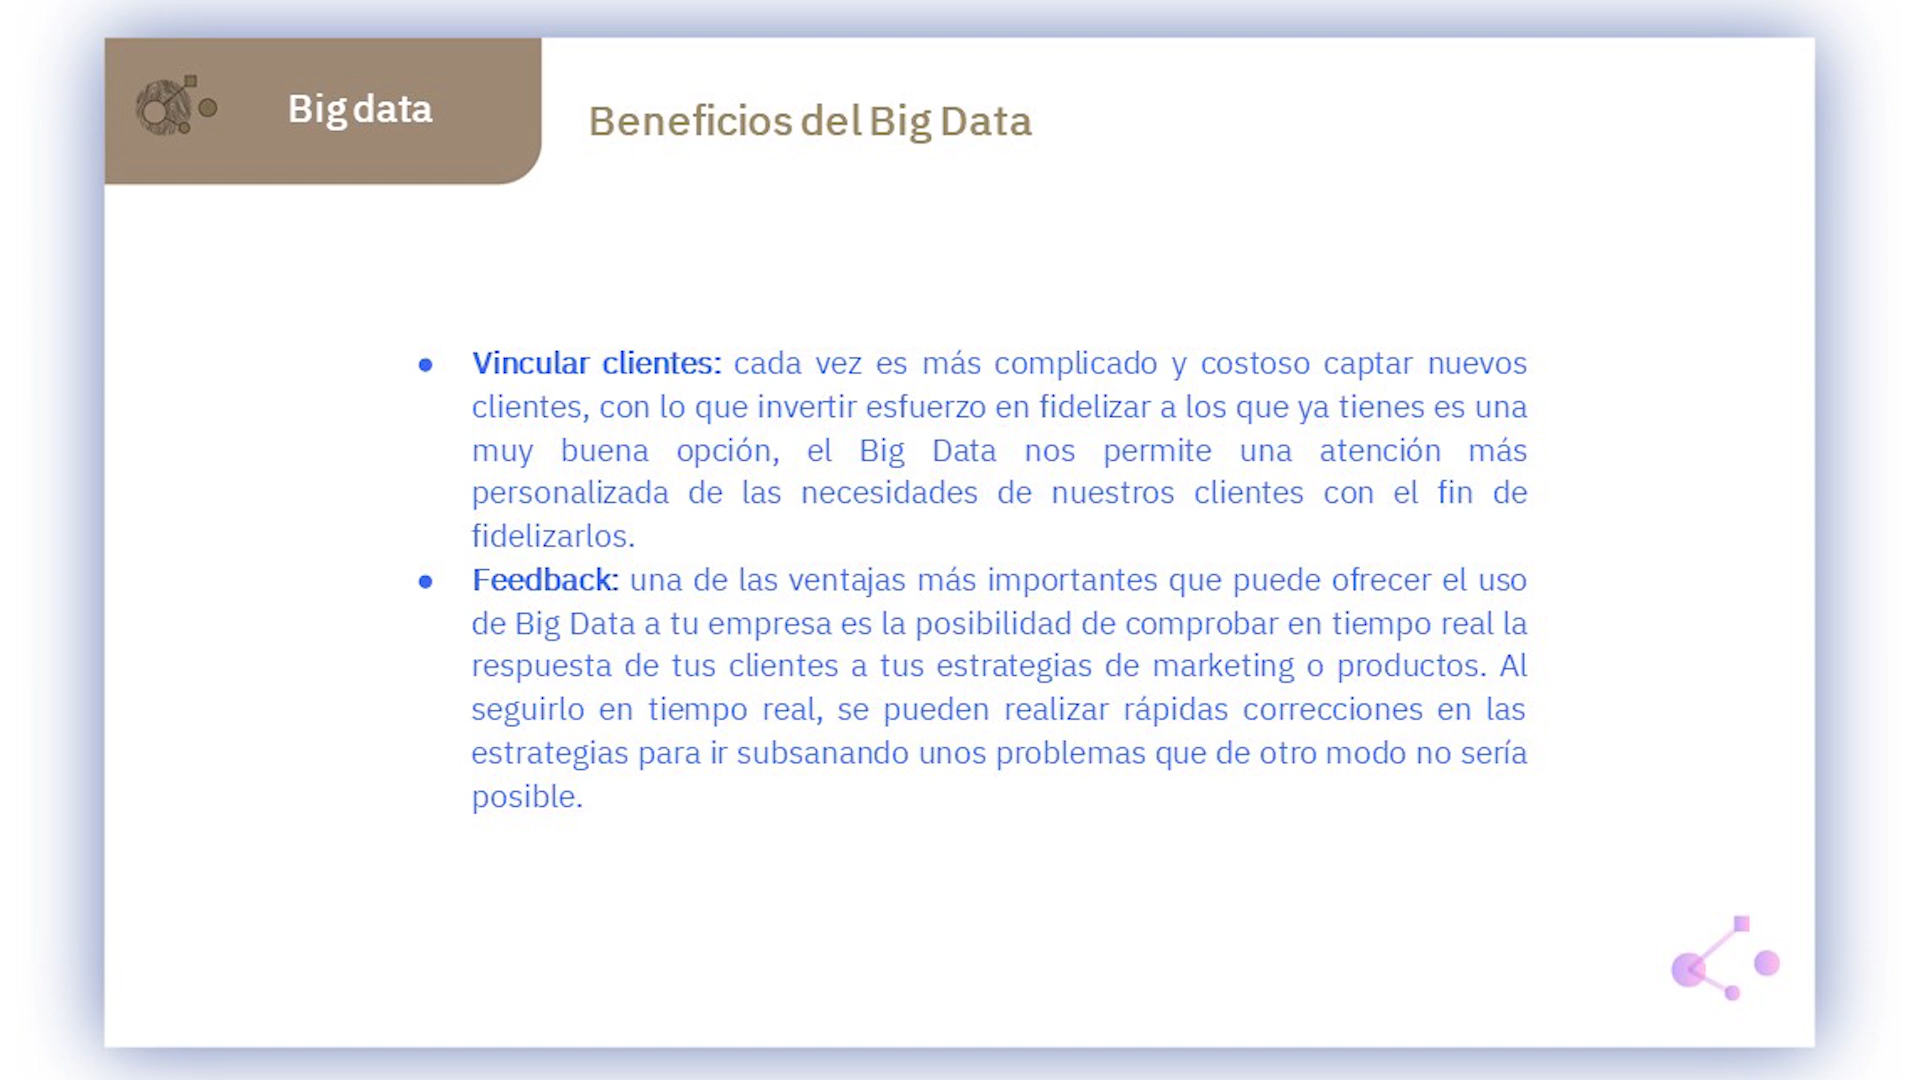 Big data
Beneficios del Big Data
● Vincular clientes: cada vez es más complicado y costoso captar nuevos
clientes, con lo que invertir esfuerzo en fidelizar a los que ya tienes es una
muy buena opción, el Big Data nos permite una atención más
personalizada de las necesidades de nuestros clientes con el fin de
fidelizarlos.
● Feedback: una de las ventajas más importantes que puede ofrecer el uso
de Big Data a tu empresa es la posibilidad de comprobar en tiempo real la
respuesta de tus clientes a tus estrategias de marketing o productos. Al
seguirlo en tiempo real, se pueden realizar rápidas correcciones en las
estrategias para ir subsanando unos problemas que de otro modo no sería
posible.